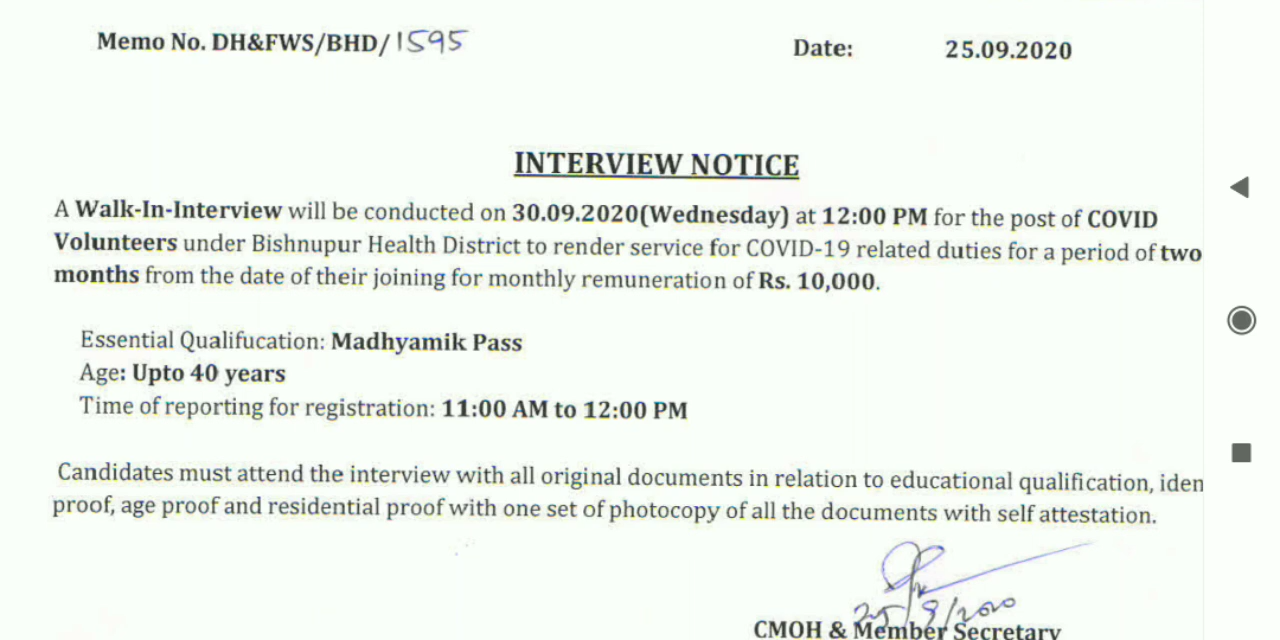 Memo No. DH&FWS/BHD/1595 Date: 25.09.2020
INTERVIEW NOTICE
A Walk-In-Interview will be conducted on 30.09.2020(Wednesday) at 12:00 PM for the post of COVID
Volunteers under Bishnupur Health District to render service for COVID-19 related duties for a period of two
months from the date of their joining for monthly remuneration of Rs. 10,000.
Essential Qualifucation: Madhyamik Pass
Age: Upto 40 years
Time of reporting for registration: 11:00 AM to 12:00 PM
Candidates must attend the interview with all original documents in relation to educational qualification, iden
proof, age proof and residential proof with one set of photocopy of all the documents with self attestation.
25/9/2020
CMOH & Member Secretary